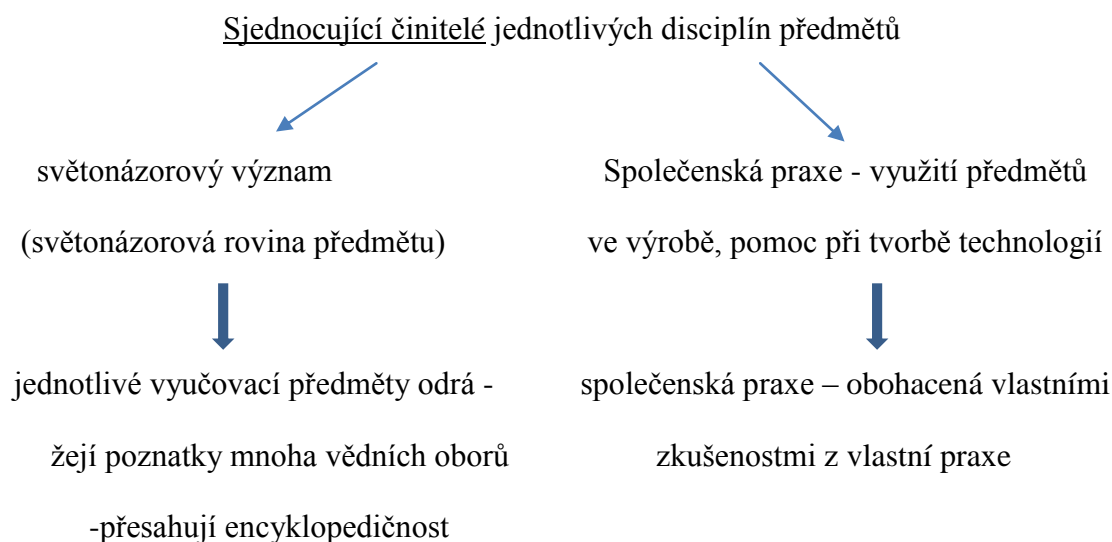 Sjednocující činitelé jednotlivých disciplín předmětů
světonázorový význam
(světonázorová rovina předmětu)
jednotlivé vyučovací předměty odrá -
žejí poznatky mnoha vědních oborů
-přesahují encyklopedičnost
Společenská praxe - využití předmětů
ve výrobě, pomoc při tvorbě technologií
společenská praxe – obohacená vlastními
zkušenostmi z vlastní praxe